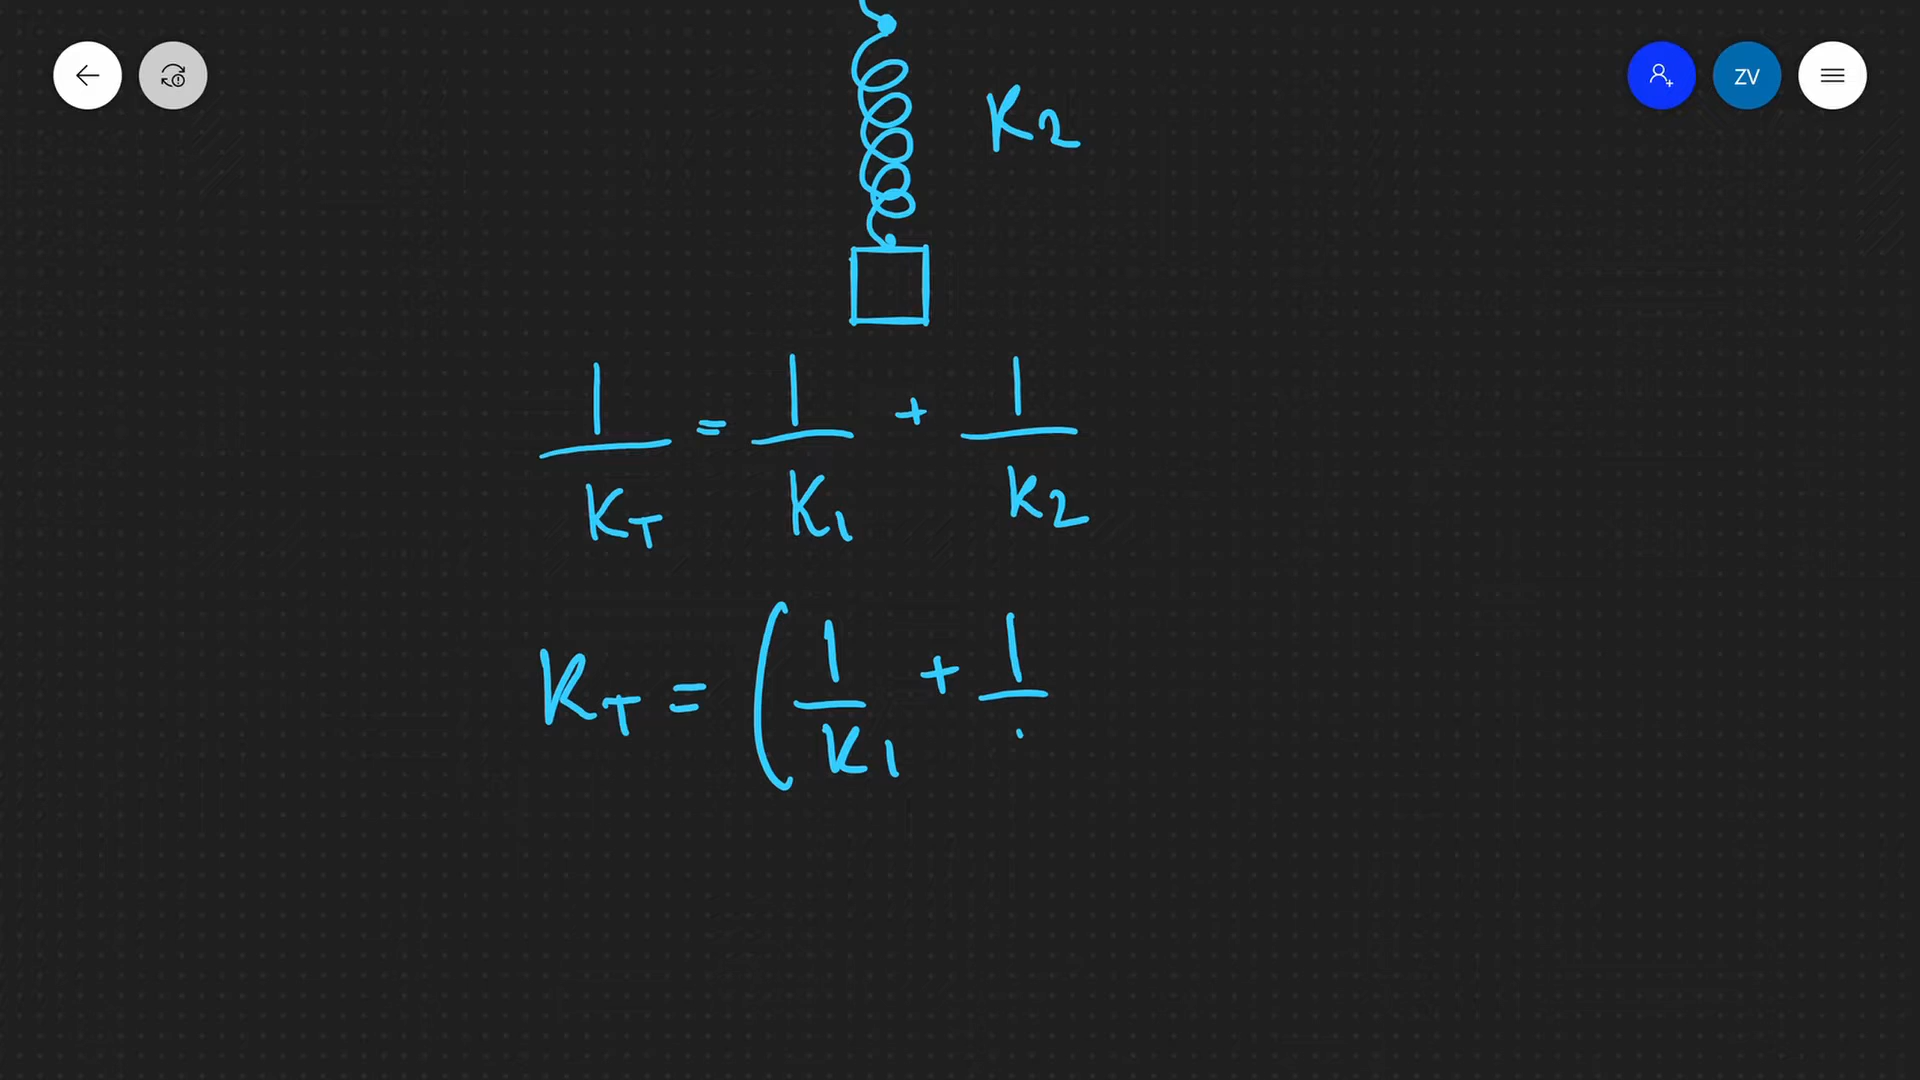 ZV
K2
1/KT = 1/K1 + 1/K2
KT = (1/K1 + 1/